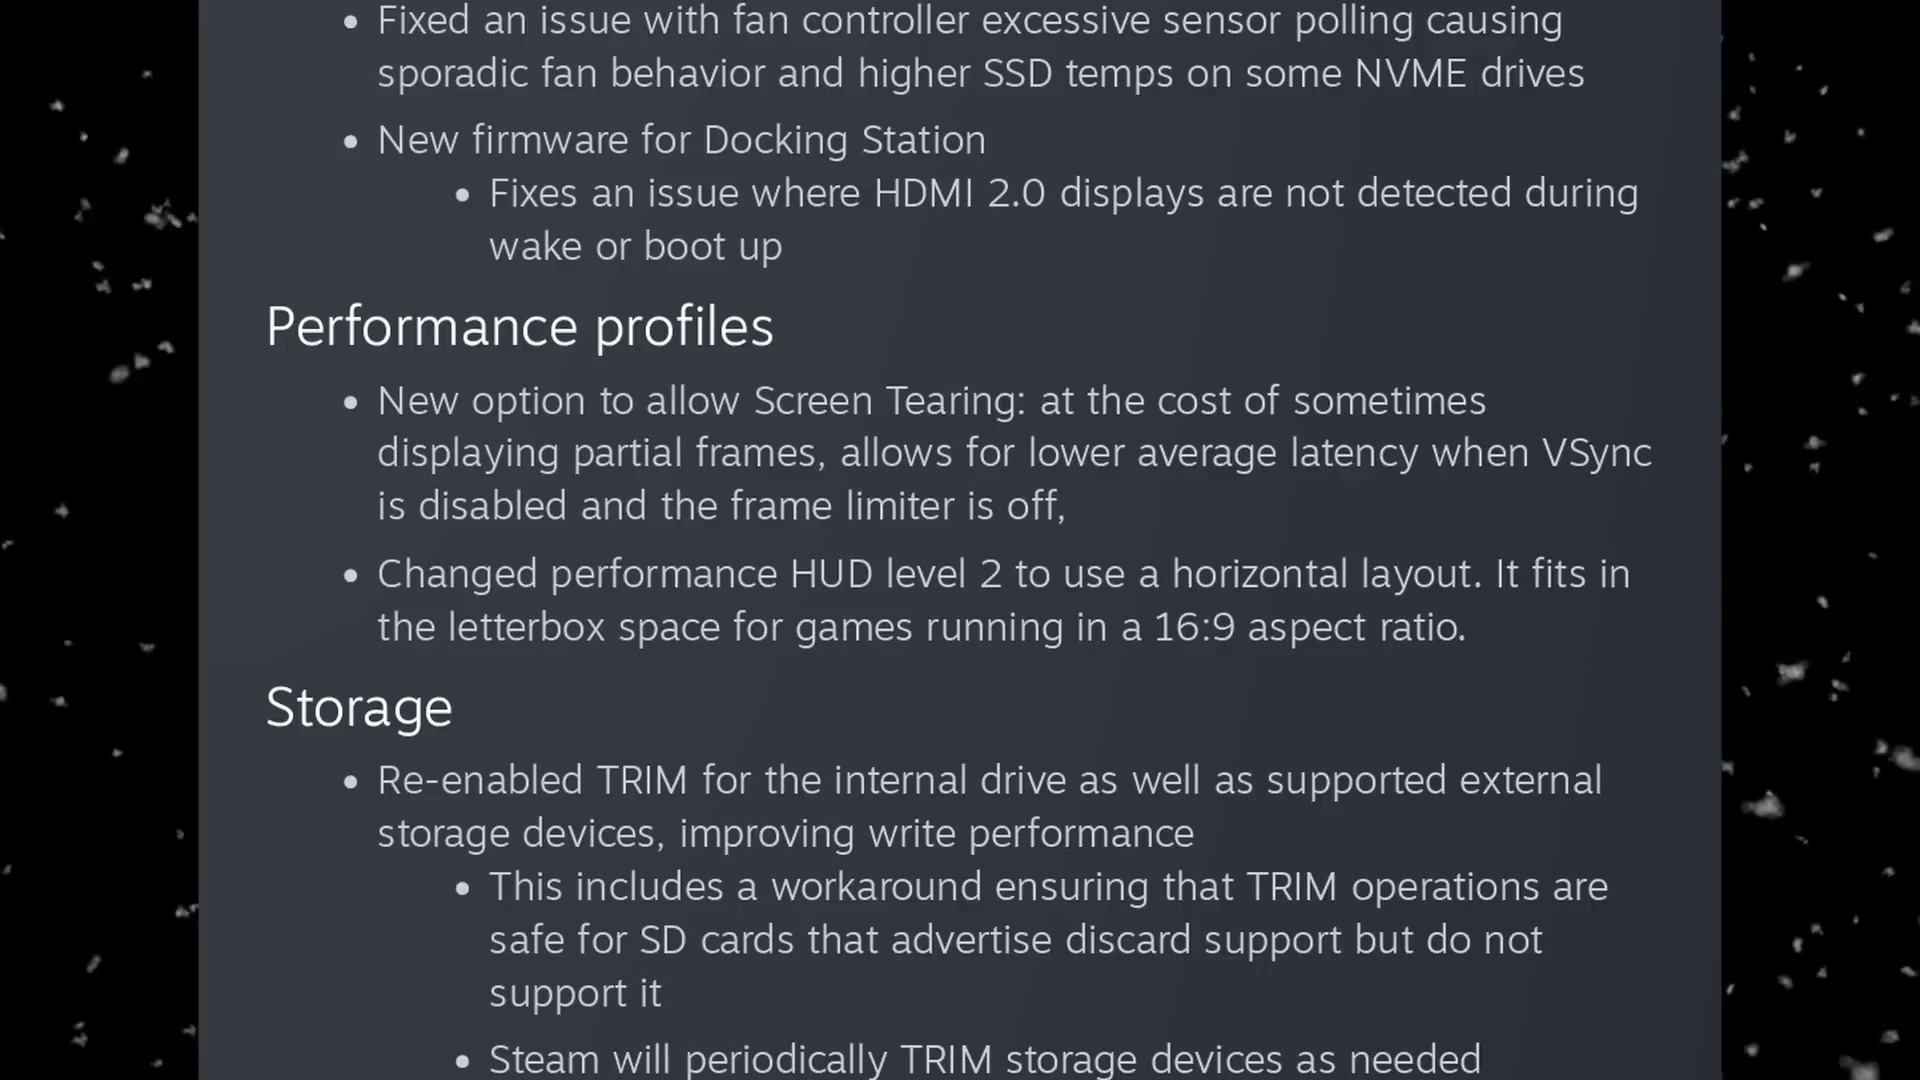 Fixed an issue with fan controller excessive sensor polling causing
sporadic fan behavior and higher SSD temps on some NVME drives
New firmware for Docking Station
Fixes an issue where HDMI 2.0 displays are not detected during
wake or boot up
Performance profiles
New option to allow Screen Tearing: at the cost of sometimes
displaying partial frames, allows for lower average latency when VSync
is disabled and the frame limiter is off,
Changed performance HUD level 2 to use a horizontal layout. It fits in
the letterbox space for games running in a 16:9 aspect ratio.
Storage
Re-enabled TRIM for the internal drive as well as supported external
storage devices, improving write performance
This includes a workaround ensuring that TRIM operations are
safe for SD cards that advertise discard support but do not
support it
Steam will periodically TRIM storage devices as needed